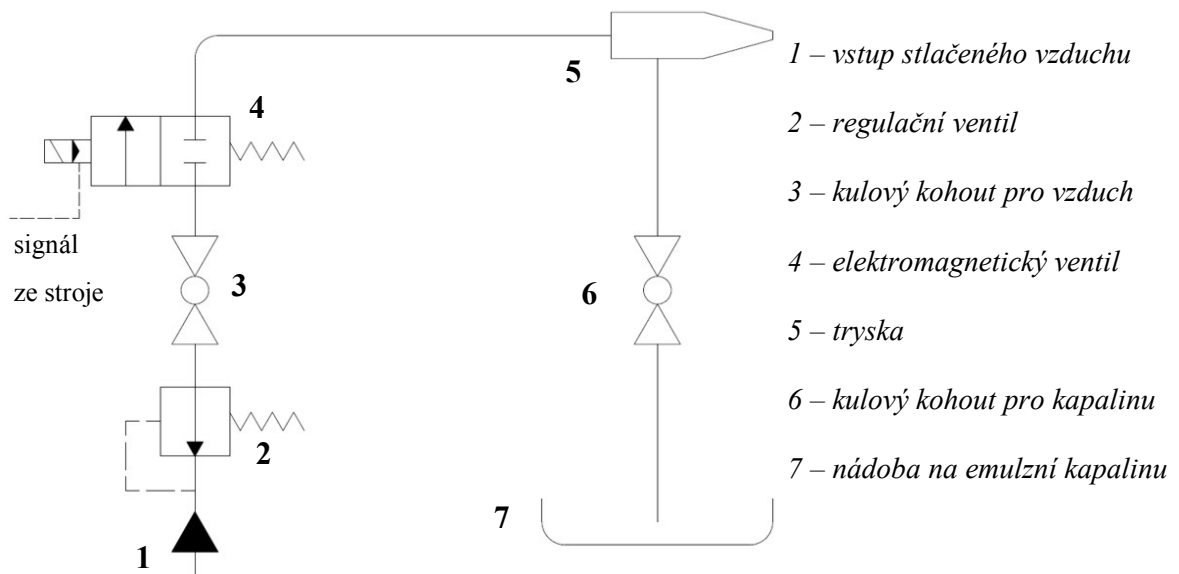 1 – vstup stlačeného vzduchu
2 – regulační ventil
3 – kulový kohout pro vzduch
4 – elektromagnetický ventil
5 – tryska
6 – kulový kohout pro kapalinu
7 – nádoba na emulzní kapalinu
5
4
signál
ze stroje
3
6
2
7
1